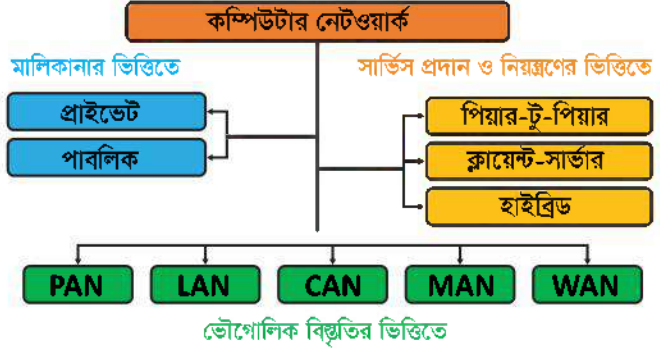 কম্পিউটার নেটওয়ার্ক
মালিকানার ভিত্তিতে
সার্ভিস প্রদান ও নিয়ন্ত্রণের ভিত্তিতে
প্রাইভেট
পাবলিক
পিয়ার-টু-পিয়ার
ক্লায়েন্ট-সার্ভার
হাইব্রিড
PAN LAN CAN MAN WAN
ভৌগোলিক বিস্তৃতির ভিত্তিতে